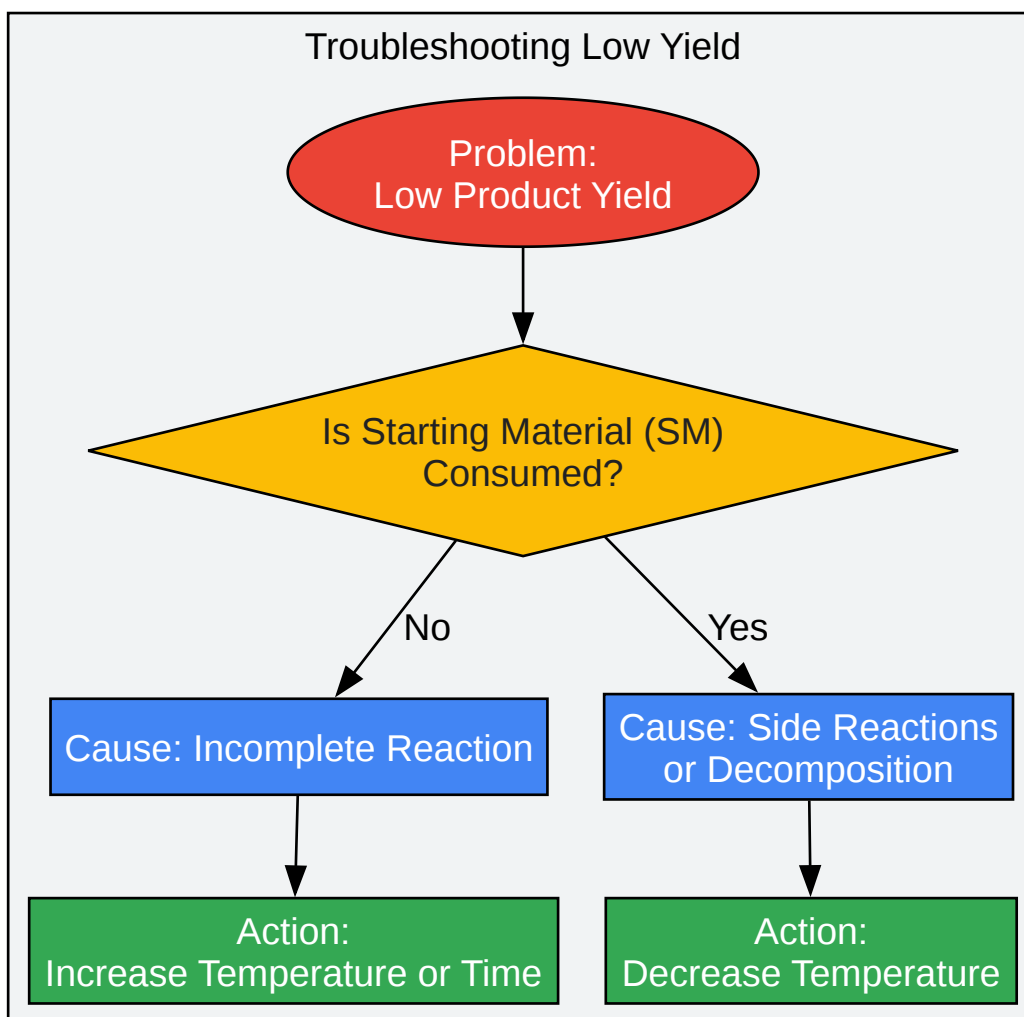 Troubleshooting Low Yield
Problem:
Low Product Yield
Is Starting Material (SM)
Consumed?
No
Yes
Cause: Incomplete Reaction
Cause: Side Reactions
or Decomposition
Action:
Increase Temperature or Time
Action:
Decrease Temperature